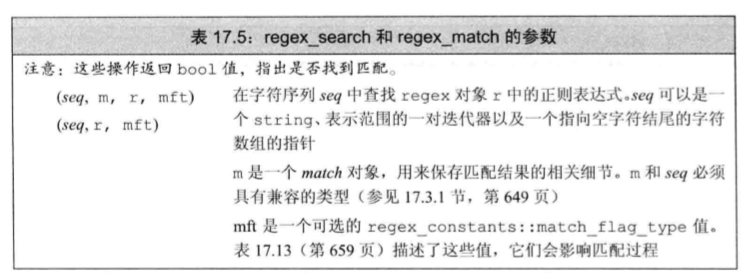 表 17.5：regex_search 和 regex_match 的参数
注意：这些操作返回 bool 值，指出是否找到匹配。
(seq, m, r, mft) 在字符序列 seq 中查找 regex 对象 r 中的正则表达式。seq 可以是一
(seq, r, mft) 个 string、表示范围的一对迭代器以及一个指向空字符结尾的字符
数组的指针
m 是一个 match 对象，用来保存匹配结果的相关细节。m 和 seq 必须
具有兼容的类型（参见 17.3.1 节，第 649 页）
mft 是一个可选的 regex_constants::match_flag_type 值。
表 17.13（第 659 页）描述了这些值，它们会影响匹配过程